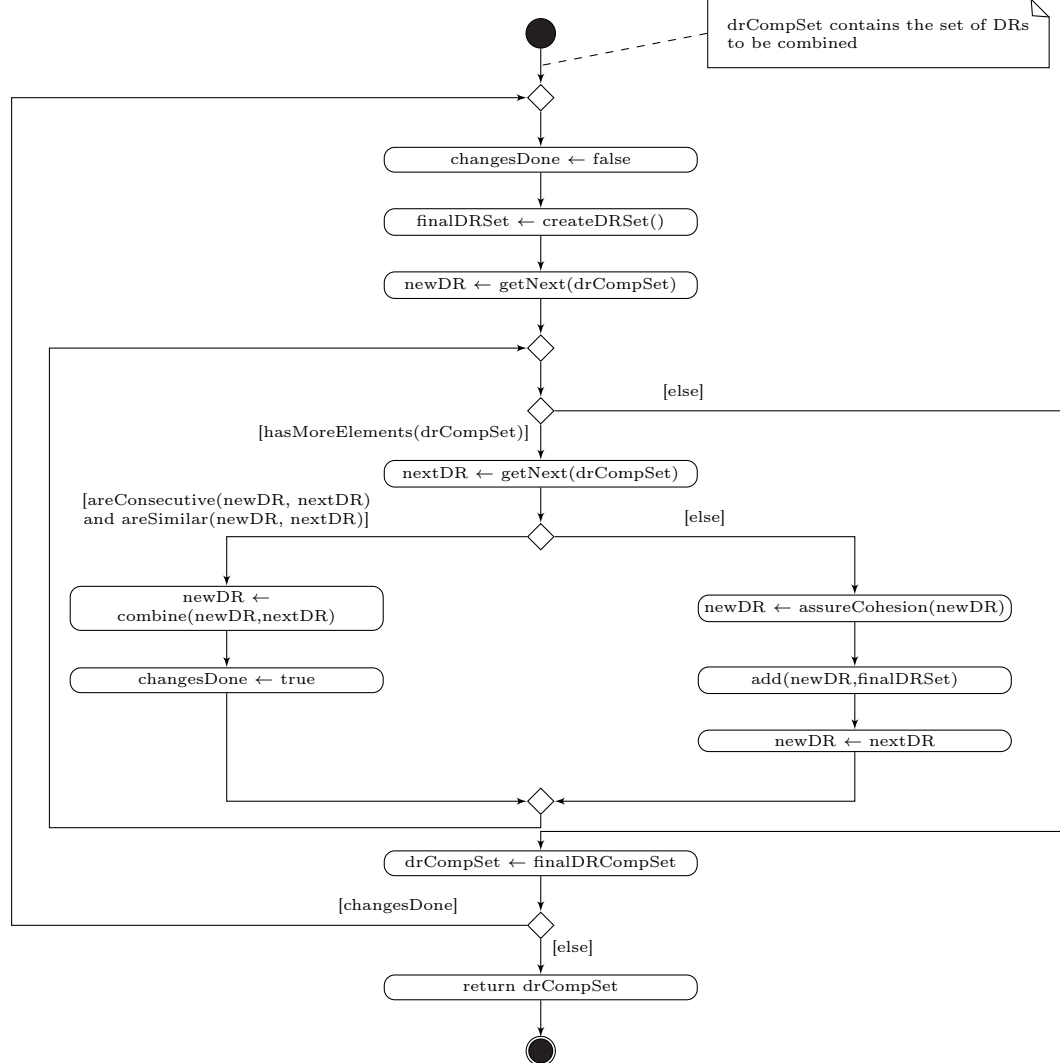 drCompSet contains the set of DRs
to be combined
changesDone ← false
finalDRSet ← createDRSet()
newDR ← getNext(drCompSet)
[else]
[hasMoreElements(drCompSet)]
nextDR ← getNext(drCompSet)
[areConsecutive(newDR, nextDR)
and areSimilar(newDR, nextDR)]
[else]
newDR ←
combine(newDR,nextDR)
newDR ← assureCohesion(newDR)
changesDone ← true
add(newDR,finalDRSet)
newDR ← nextDR
drCompSet ← finalDRCompSet
[changesDone]
[else]
return drCompSet